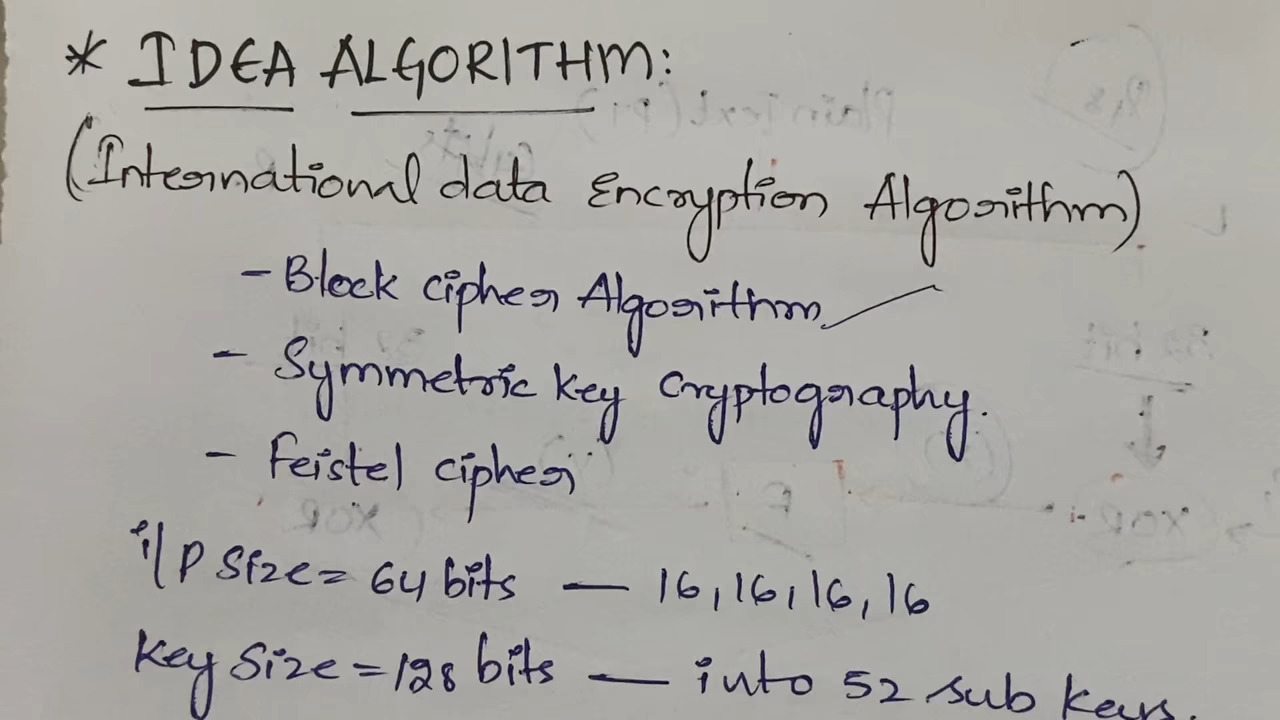 * IDEA ALGORITHM:
(International data Encryption Algorithm)
- Block cipher Algorithm
- Symmetric key Cryptography.
- Feistel cipher
i/p Size = 64 bits — 16, 16, 16, 16
Key Size = 128 bits — into 52 sub keys.